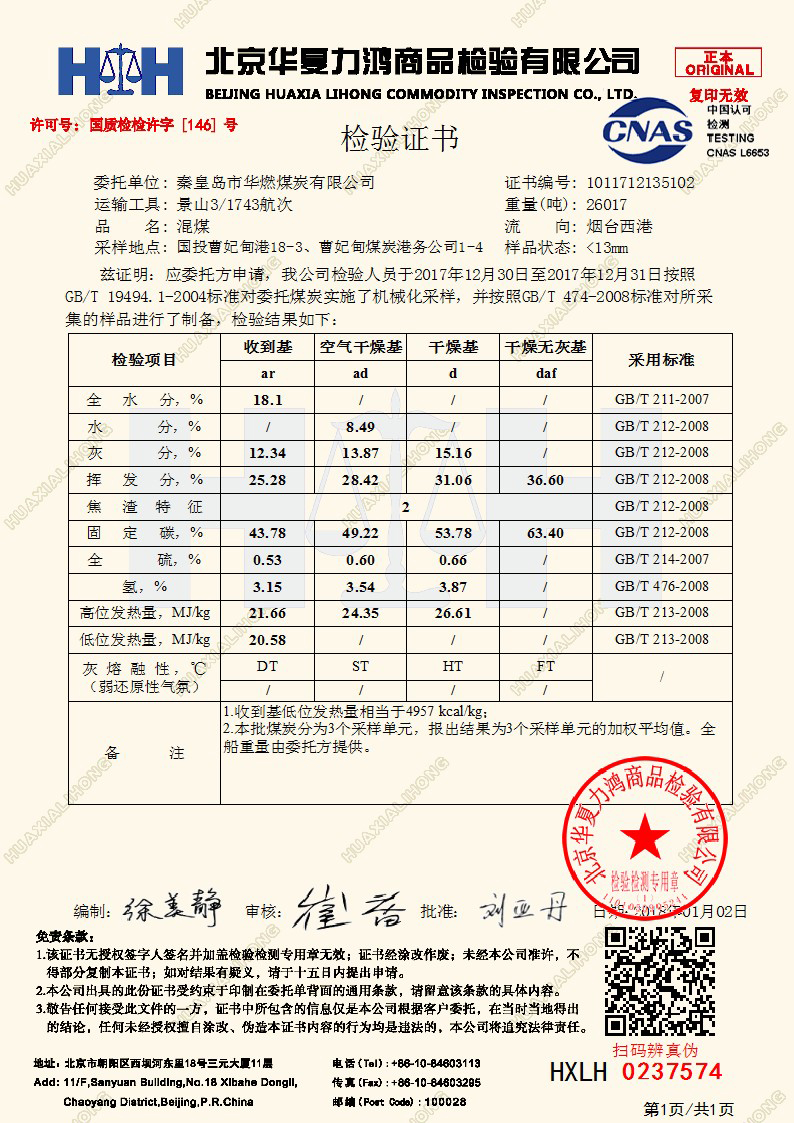 北京华夏力鸿商品检验有限公司
BEIJING HUAXIA LIHONG COMMODITY INSPECTION CO., LTD.
正本
ORIGINAL
复印无效
许可号: 国质检检许字 [146] 号
检验证书
CNAS
中国认可
检测
TESTING
CNAS L6653
委托单位: 秦皇岛市华燃煤炭有限公司 证书编号: 1011712135102
运输工具: 景山3/1743航次 重量(吨): 26017
品 名: 混煤 流 向: 烟台西港
采样地点: 国投曹妃甸港18-3、曹妃甸煤炭港务公司1-4 样品状态: <13mm
兹证明: 应委托方申请, 我公司检验人员于2017年12月30日至2017年12月31日按照
GB/T 19494.1-2004标准对委托煤炭实施了机械化采样, 并按照GB/T 474-2008标准对所采
集的样品进行了制备, 检验结果如下:
检验项目 收到基 空气干燥基 干燥基 干燥无灰基 采用标准
ar ad d daf
全水分, % 18.1 / / / GB/T 211-2007
水分, % / 8.49 / / GB/T 212-2008
灰分, % 12.34 13.87 15.16 / GB/T 212-2008
挥发分, % 25.28 28.42 31.06 36.60 GB/T 212-2008
焦渣特征 2 GB/T 212-2008
固定碳, % 43.78 49.22 53.78 63.40 GB/T 212-2008
全硫, % 0.53 0.60 0.66 / GB/T 214-2007
氢, % 3.15 3.54 3.87 / GB/T 476-2008
高位发热量, MJ/kg 21.66 24.35 26.61 / GB/T 213-2008
低位发热量, MJ/kg 20.58 / / / GB/T 213-2008
灰熔融性, ℃ DT ST HT FT /
(弱还原性气氛) / / / /
备 注
1.收到基低位发热量相当于4957 kcal/kg;
2.本批煤炭分为3个采样单元, 报出结果为3个采样单元的加权平均值。全
船重量由委托方提供。
北京华夏力鸿商品检验有限公司
检验检测专用章
(1)
编制: 徐美静 审核: 批准: 刘亚丹 日期: 2018年01月02日
免责条款:
1.该证书无授权签字人签名并加盖检验检测专用章无效; 证书经涂改作废; 未经本公司准许, 不
得部分复制本证书; 如对结果有疑义, 请于十五日内提出申请。
2.本公司出具的此份证书受约束于印制在委托单背面的通用条款, 请留意该条款的具体内容。
3.敬告任何接受此文件的一方, 证书中所包含的信息仅是本公司根据客户委托, 在当时当地得出
的结论, 任何未经授权擅自涂改、伪造本证书内容的行为均是违法的, 本公司将追究法律责任。
扫码辨真伪
HXLH 0237574
地址: 北京市朝阳区西坝河东里18号三元大厦11层 电话(Tel): +86-10-84603113
Add: 11/F,Sanyuan Building,No.18 Xibahe Dongli, 传真(Fax): +86-10-84603295
Chaoyang District,Beijing,P.R.China 邮编(Post Code): 100028
第1页/共1页